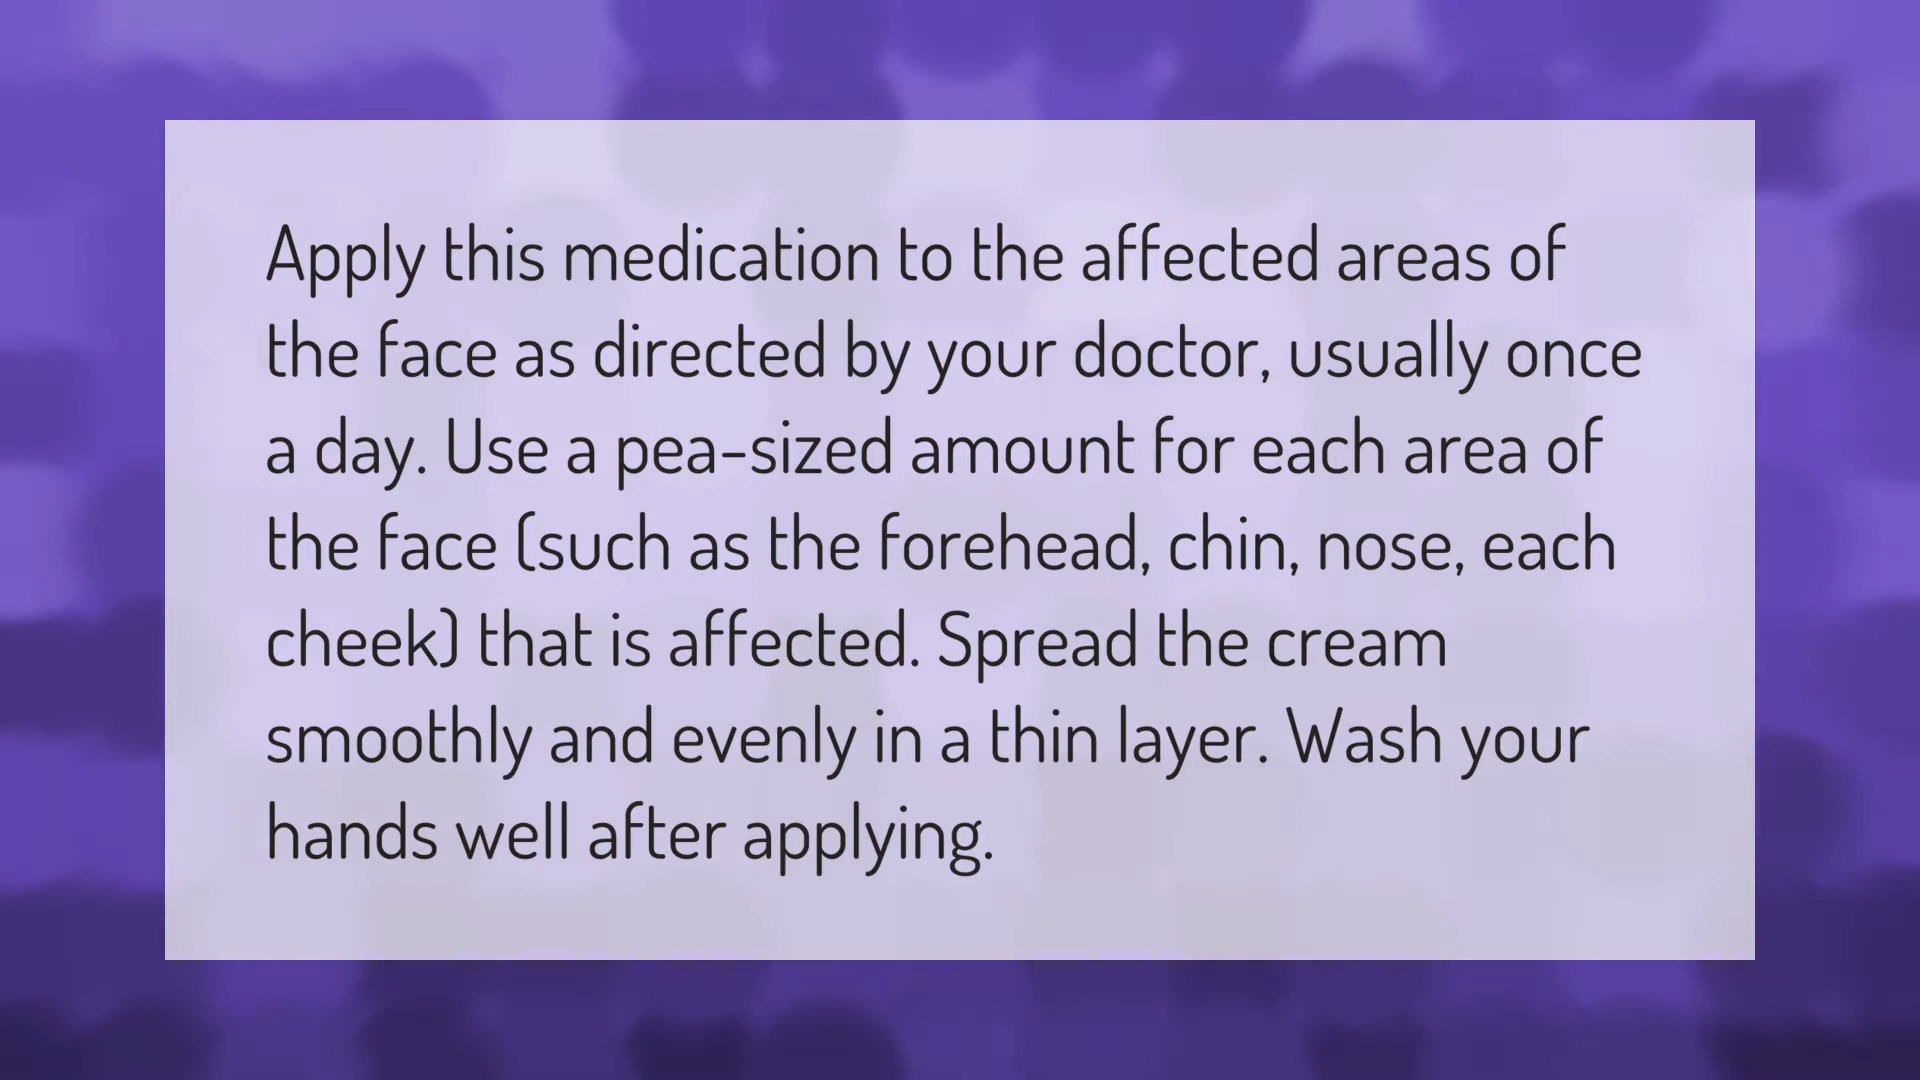 Apply this medication to the affected areas of
the face as directed by your doctor, usually once
a day. Use a pea-sized amount for each area of
the face (such as the forehead, chin, nose, each
cheek) that is affected. Spread the cream
smoothly and evenly in a thin layer. Wash your
hands well after applying.